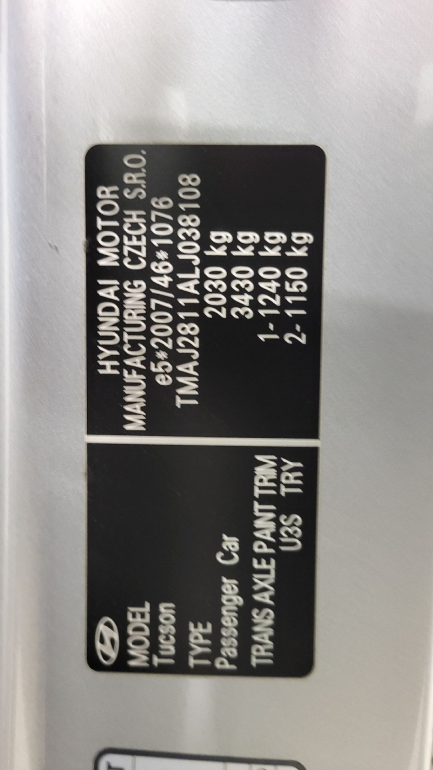 MODEL
Tucson
TYPE
Passenger Car
TRANS AXLE PAINT TRIM
U3S TRY
HYUNDAI MOTOR
MANUFACTURING CZECH S.R.O.
e5*2007/46*1076
TMAJ2811ALJ038108
2030 kg
3430 kg
1- 1240 kg
2- 1150 kg